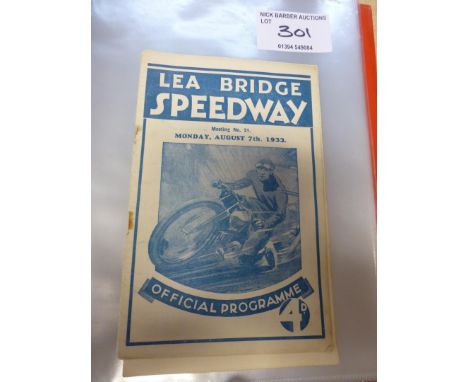 NICK BARBER AUCTIONS
LOT
301
01394 549084
LEA BRIDGE
SPEEDWAY
Meeting No. 21.
MONDAY, AUGUST 7th. 1933.
OFFICIAL PROGRAMME
4D